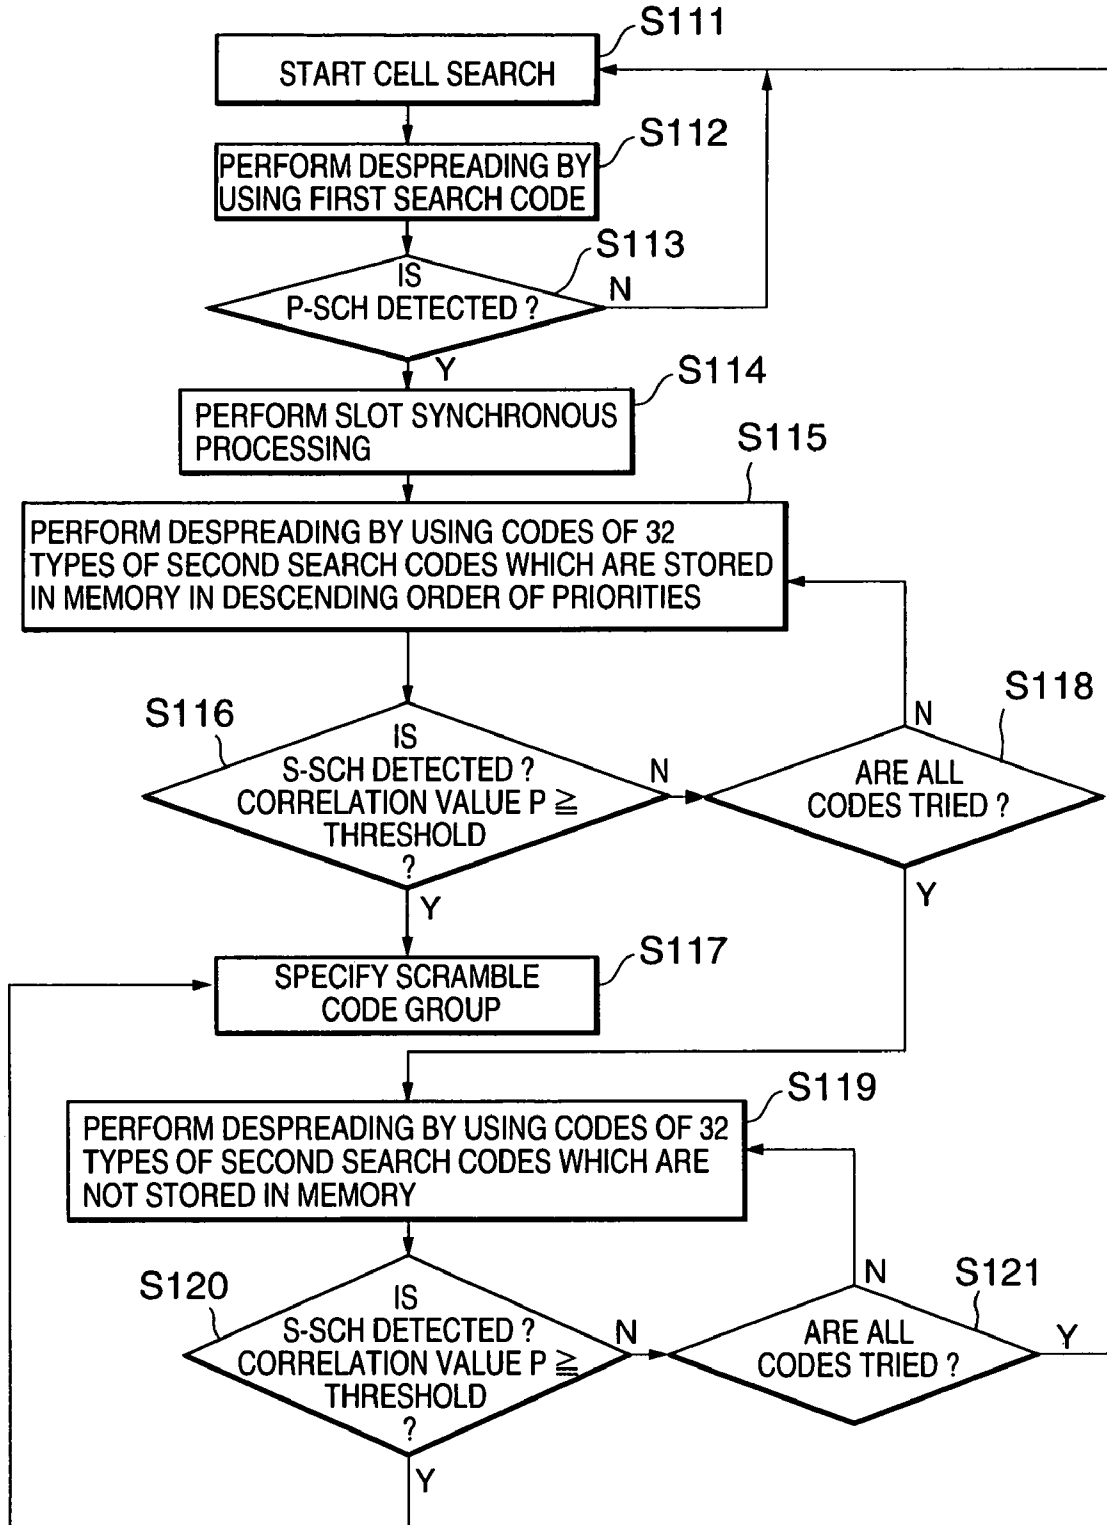 S111
START CELL SEARCH
S112
PERFORM DESPREADING BY
USING FIRST SEARCH CODE
S113
IS
P-SCH DETECTED ?
N
Y
S114
PERFORM SLOT SYNCHRONOUS
PROCESSING
S115
PERFORM DESPREADING BY USING CODES OF 32
TYPES OF SECOND SEARCH CODES WHICH ARE STORED
IN MEMORY IN DESCENDING ORDER OF PRIORITIES
S116
IS
S-SCH DETECTED ?
CORRELATION VALUE P ≧
THRESHOLD
?
N
Y
S118
N
ARE ALL
CODES TRIED ?
Y
S117
SPECIFY SCRAMBLE
CODE GROUP
S119
PERFORM DESPREADING BY USING CODES OF 32
TYPES OF SECOND SEARCH CODES WHICH ARE
NOT STORED IN MEMORY
S120
IS
S-SCH DETECTED ?
CORRELATION VALUE P ≧
THRESHOLD
?
N
Y
S121
N
ARE ALL
CODES TRIED ?
Y